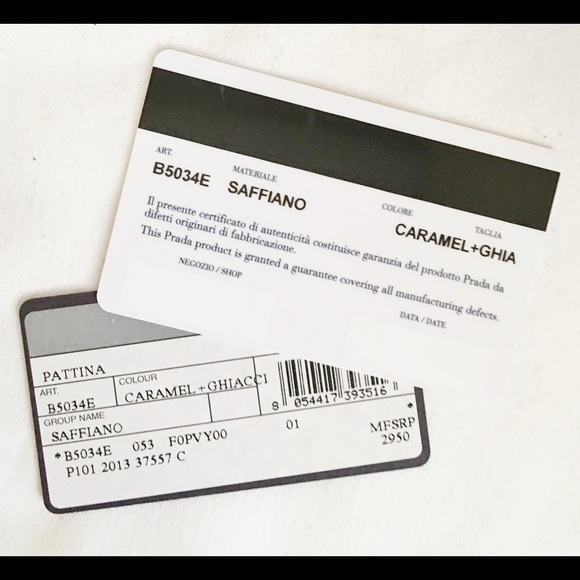 ART.
B5034E
MATERIALE
SAFFIANO
COLORE
TAGLIA
CARAMEL+GHIA
Il presente certificato di autenticità costituisce garanzia del prodotto Prada da
difetti originari di fabbricazione.
This Prada product is granted a guarantee covering all manufacturing defects.
NEGOZIO / SHOP
DATA / DATE
PATTINA
ART.
B5034E
COLOUR
CARAMEL+GHIACCI
GROUP NAME
SAFFIANO
8 054417 393516
*B5034E 053 F0PVY00 01 *
P101 2013 37557 C
MFSRP
2950